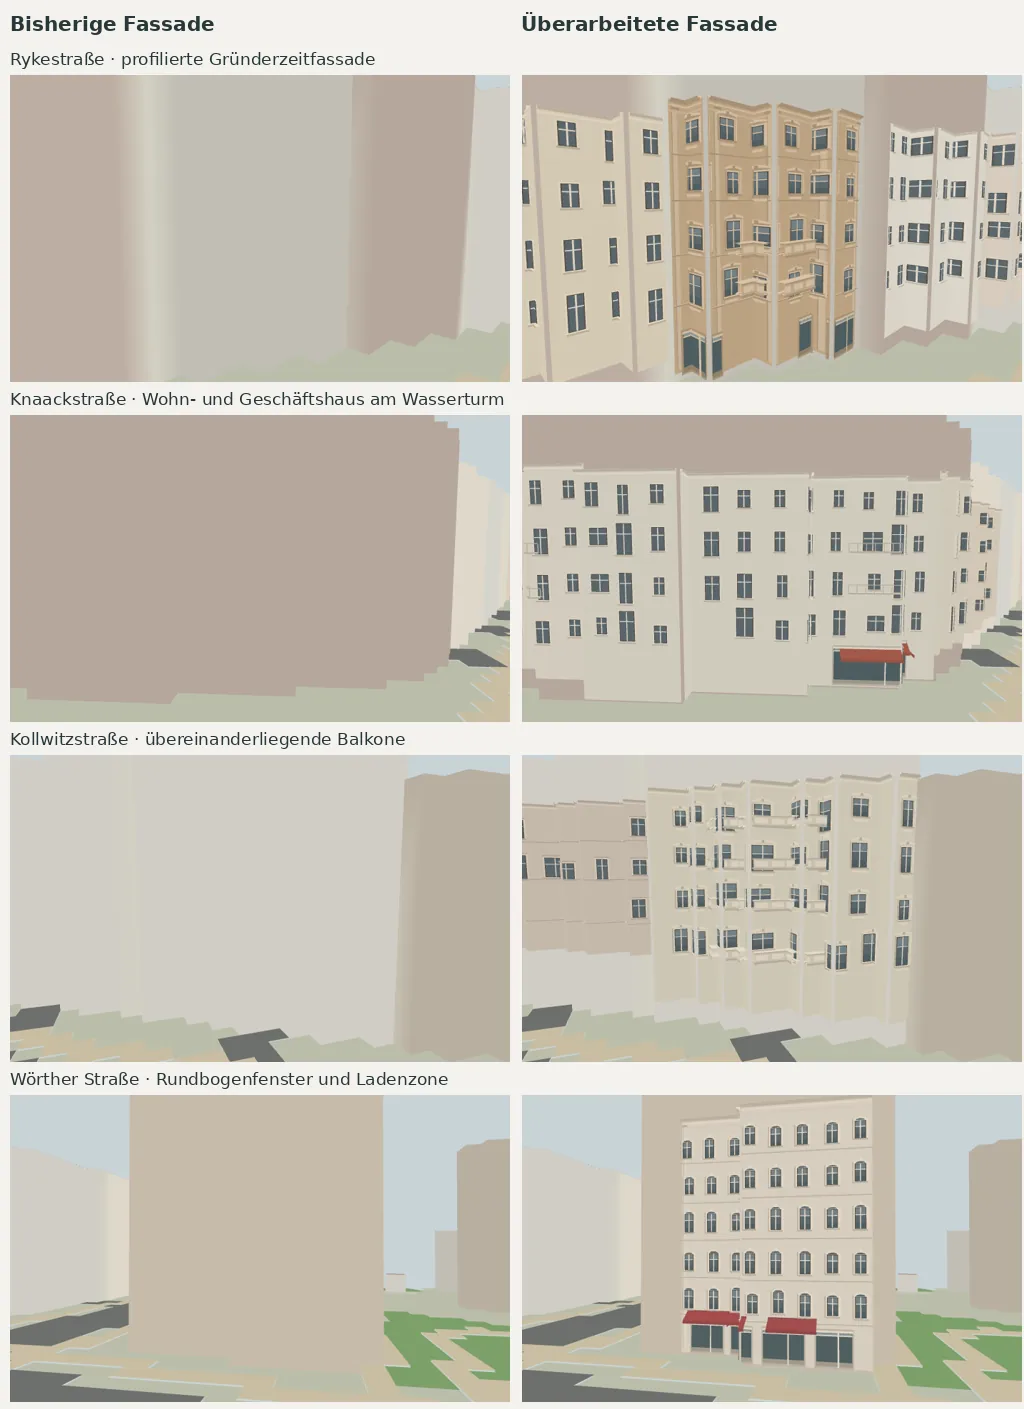 Bisherige Fassade
Überarbeitete Fassade
Rykestraße · profilierte Gründerzeitfassade
Knaackstraße · Wohn- und Geschäftshaus am Wasserturm
Kollwitzstraße · übereinanderliegende Balkone
Wörther Straße · Rundbogenfenster und Ladenzone